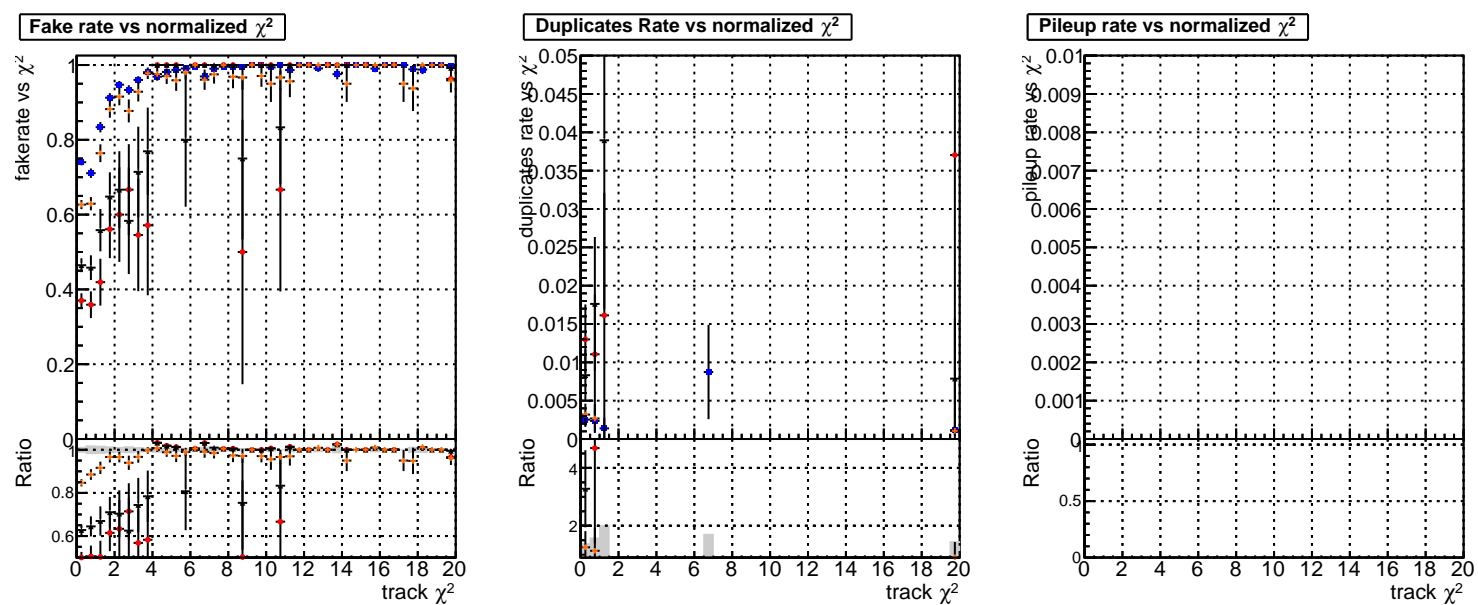 Fake rate vs normalized χ²
fakerate vs χ²
1
0.8
0.6
0.4
0.2
0
Ratio
1
0.8
0.6
0 2 4 6 8 10 12 14 16 18 20
track χ²
Duplicates Rate vs normalized χ²
duplicates rate vs χ²
0.05
0.045
0.04
0.035
0.03
0.025
0.02
0.015
0.01
0.005
0
Ratio
4
2
0 2 4 6 8 10 12 14 16 18 20
track χ²
Pileup rate vs normalized χ²
pileup rate vs χ²
0.01
0.009
0.008
0.007
0.006
0.005
0.004
0.003
0.002
0.001
0
Ratio
1
0.5
0
0 2 4 6 8 10 12 14 16 18 20
track χ²